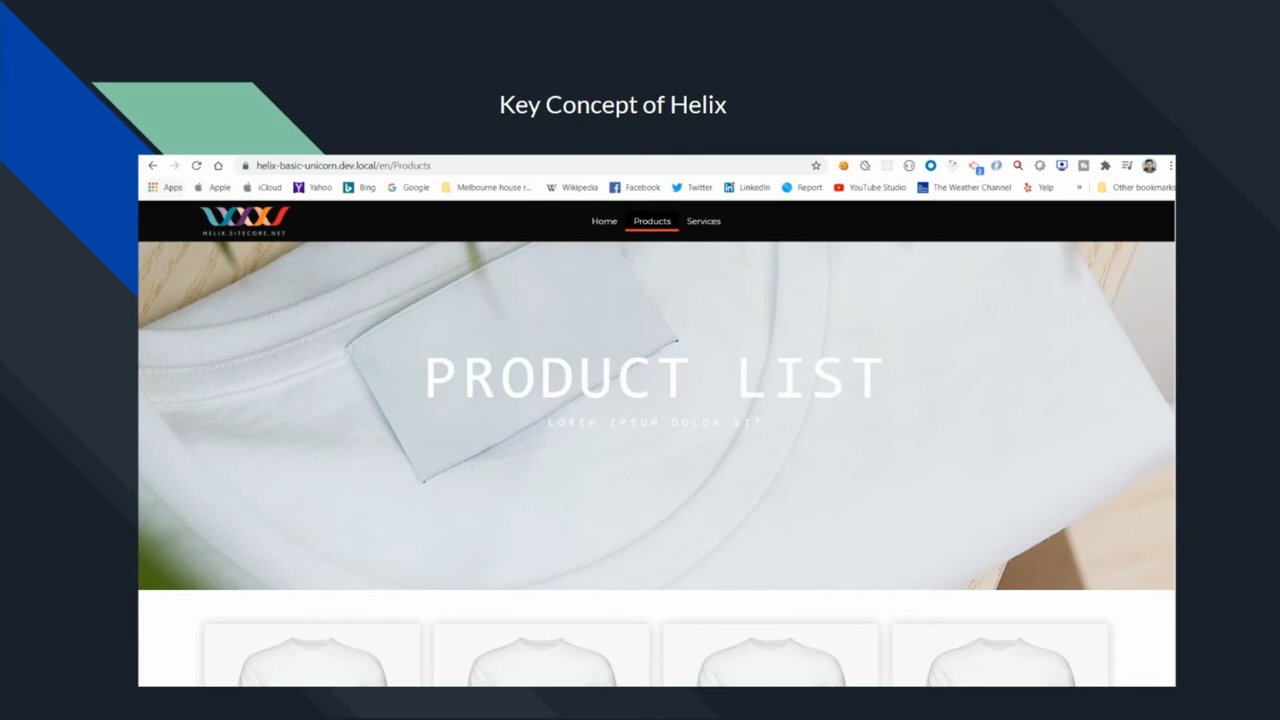 Key Concept of Helix
helix-basic-unicorn.dev.local/en/Products
Apps Apple iCloud Yahoo Bing Google Melbourne house r... Wikipedia Facebook Twitter LinkedIn Report YouTube Studio The Weather Channel Yelp » Other bookmarks
HELIX.SITECORE.NET
Home Products Services
PRODUCT LIST
LOREM IPSUM DOLOR SIT